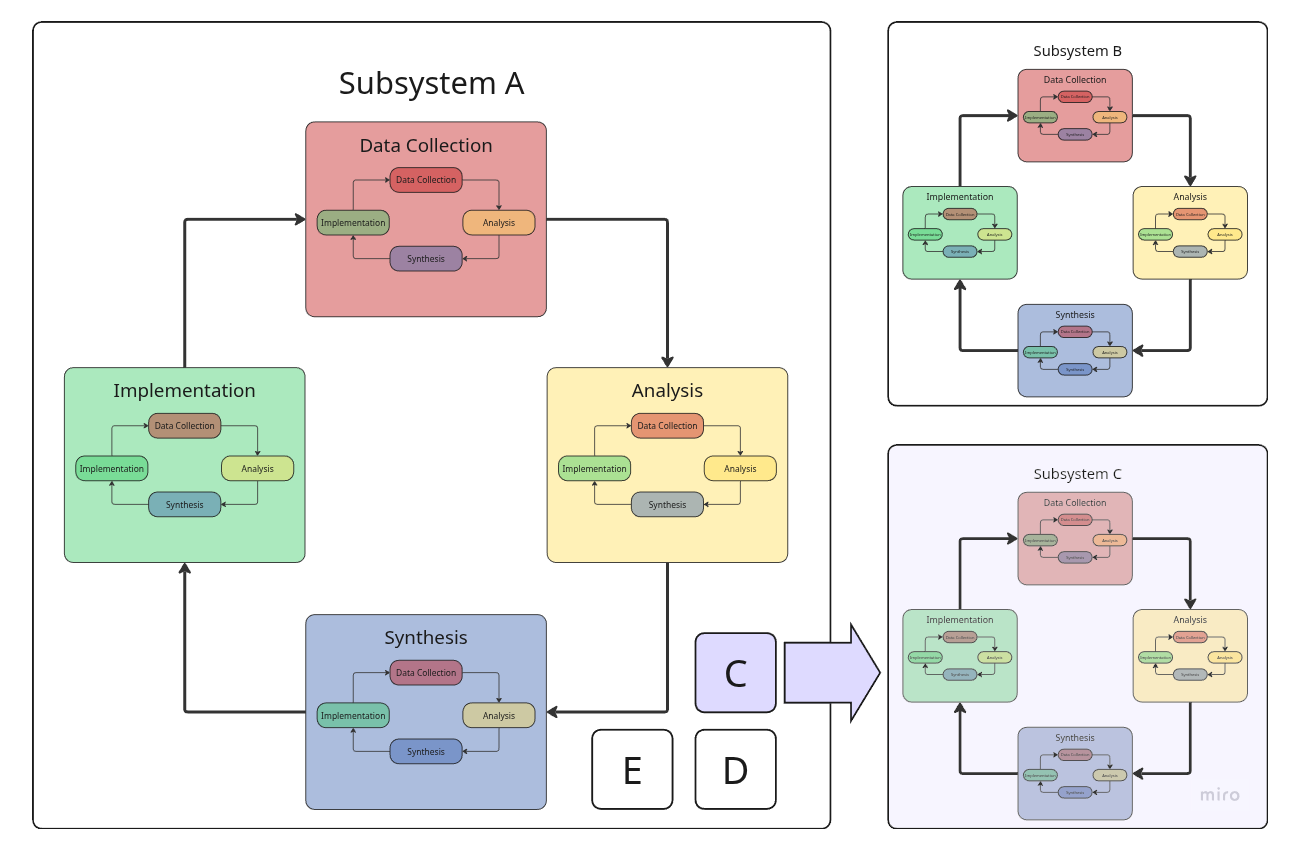 Subsystem A
Data Collection
Data Collection
Implementation
Analysis
Synthesis
Implementation
Data Collection
Implementation
Analysis
Synthesis
Analysis
Data Collection
Implementation
Analysis
Synthesis
Synthesis
Data Collection
Implementation
Analysis
Synthesis
C
E
D
Subsystem B
Data Collection
Data Collection
Implementation
Analysis
Synthesis
Implementation
Data Collection
Implementation
Analysis
Synthesis
Analysis
Data Collection
Implementation
Analysis
Synthesis
Synthesis
Data Collection
Implementation
Analysis
Synthesis
Subsystem C
Data Collection
Data Collection
Implementation
Analysis
Synthesis
Implementation
Data Collection
Implementation
Analysis
Synthesis
Analysis
Data Collection
Implementation
Analysis
Synthesis
Synthesis
Data Collection
Implementation
Analysis
Synthesis
miro